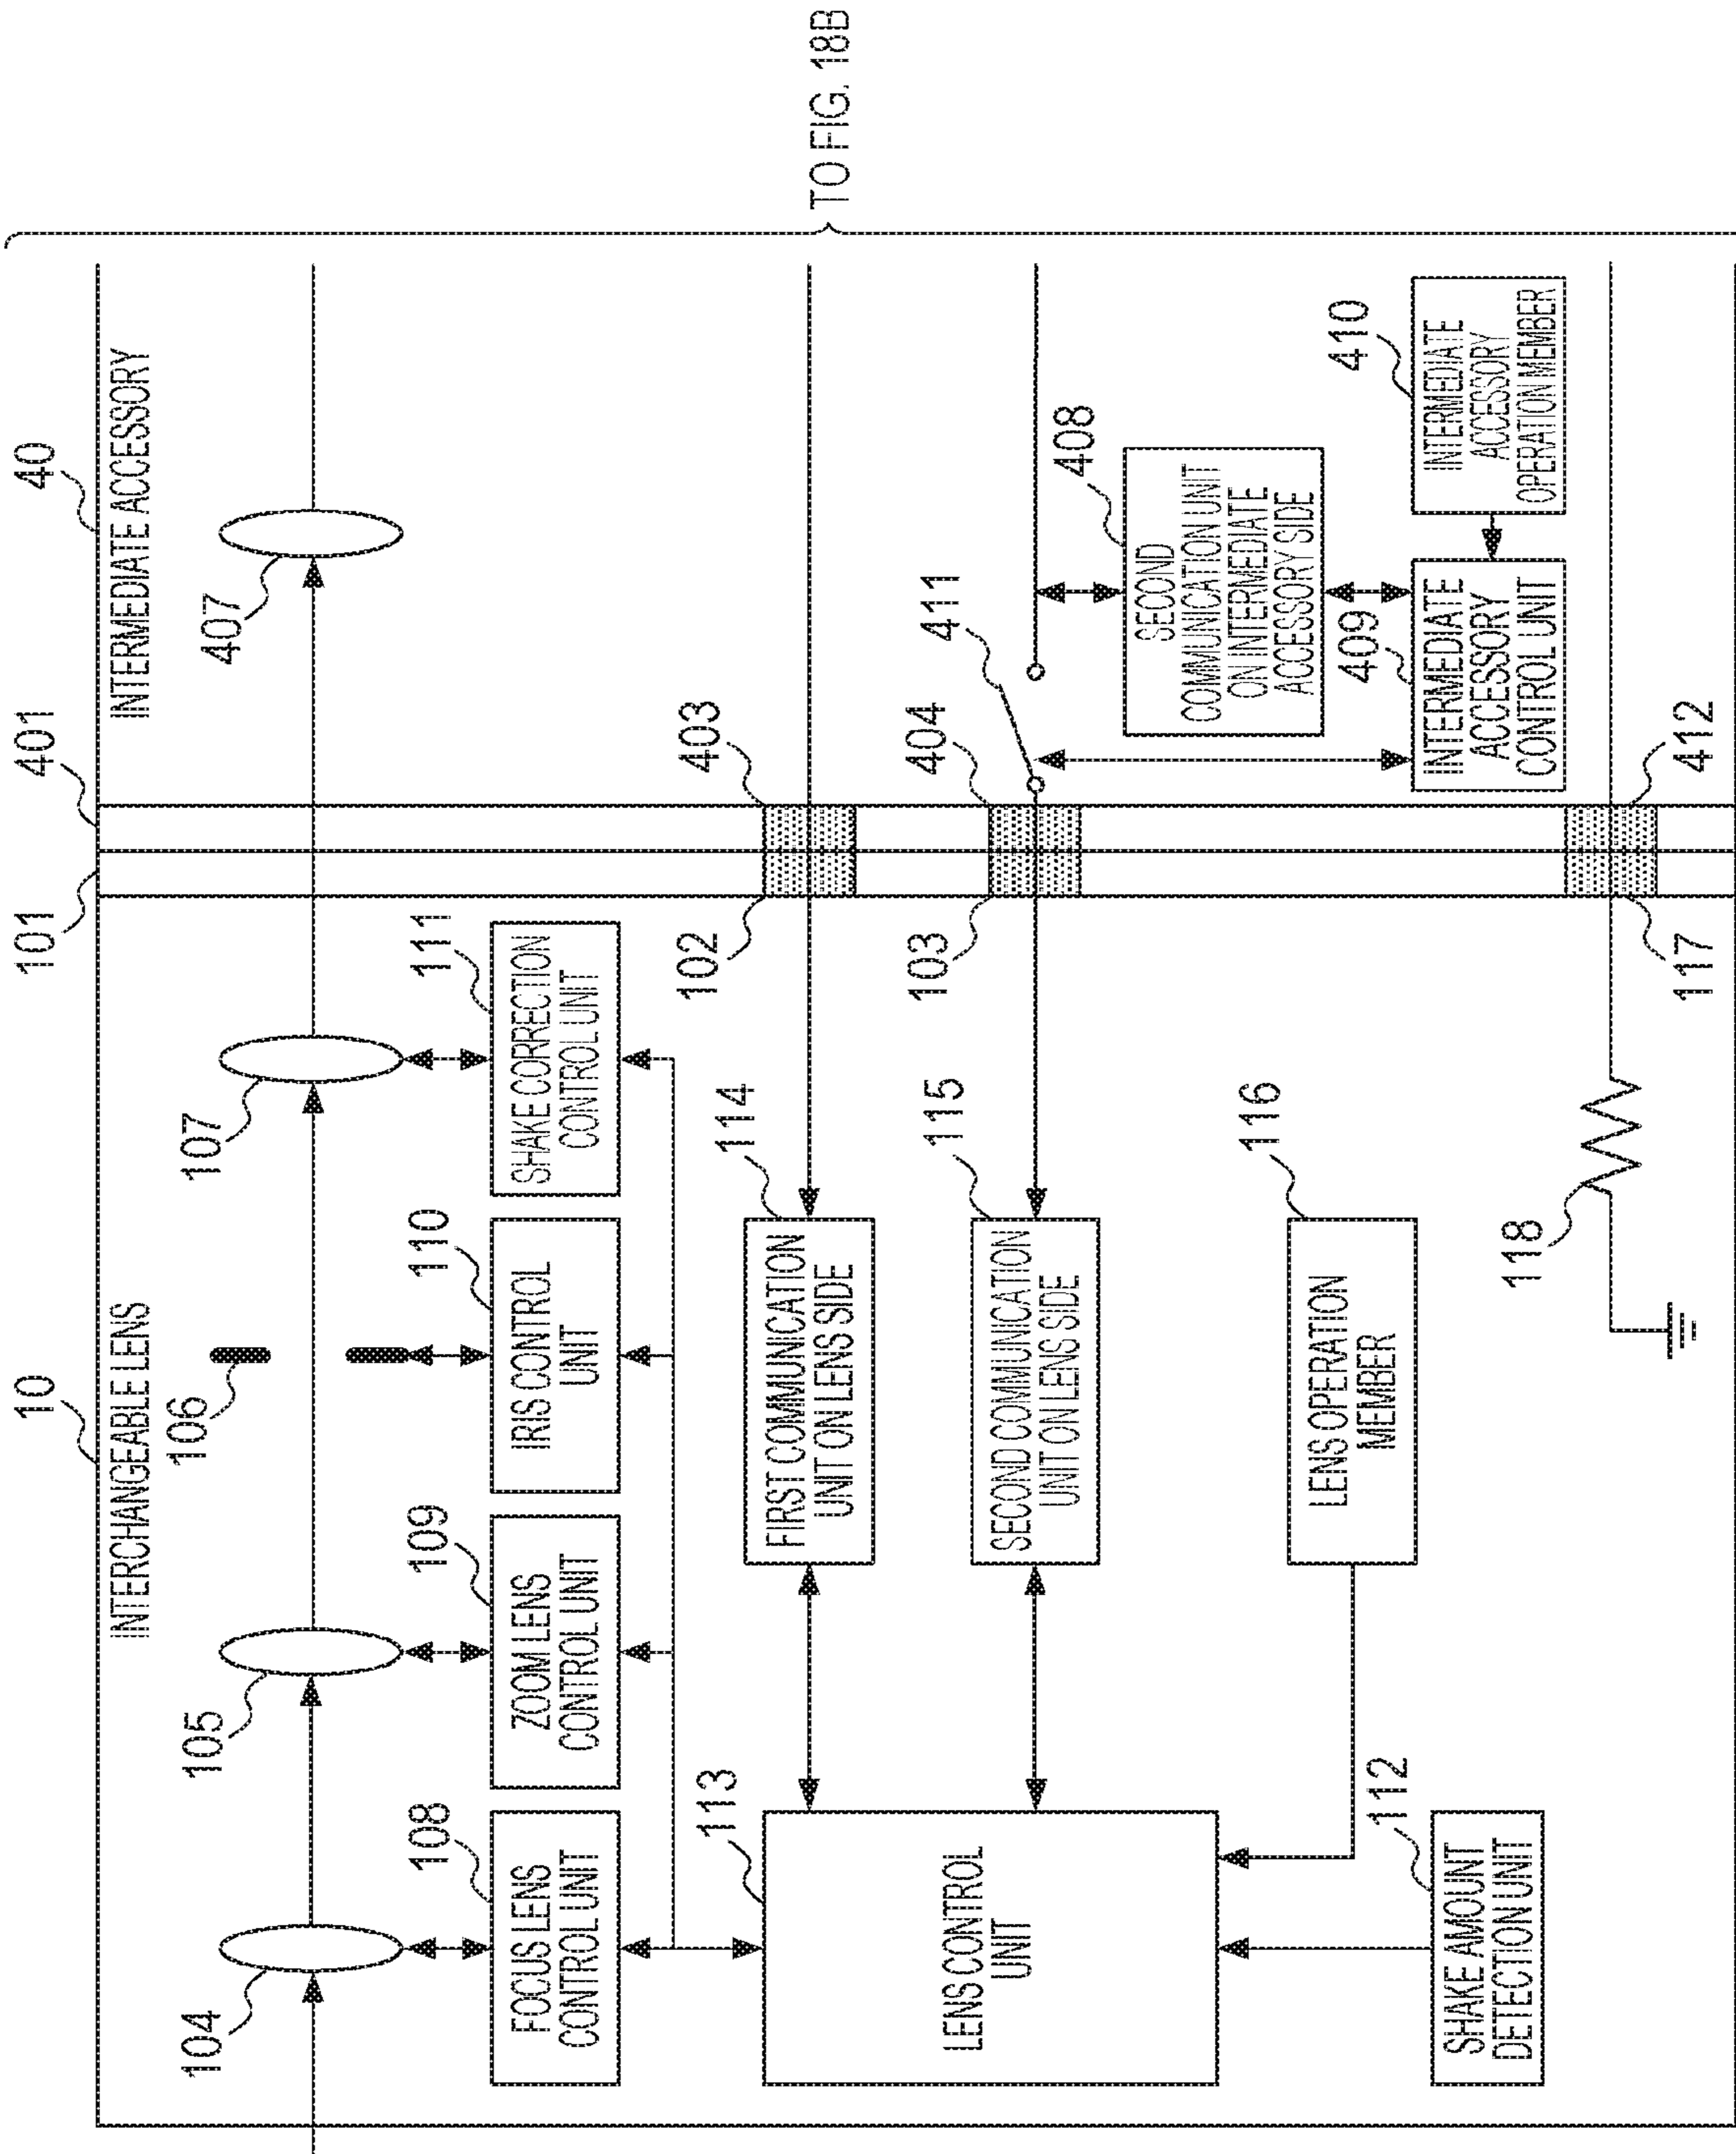 10
INTERCHANGEABLE LENS
101
401
40
INTERMEDIATE ACCESSORY
104
105
106
107
407
108
FOCUS LENS
CONTROL UNIT
109
ZOOM LENS
CONTROL UNIT
110
IRIS CONTROL
UNIT
111
SHAKE CORRECTION
CONTROL UNIT
113
LENS CONTROL
UNIT
114
FIRST COMMUNICATION
UNIT ON LENS SIDE
102
403
115
SECOND COMMUNICATION
UNIT ON LENS SIDE
103
404
411
408
SECOND
COMMUNICATION UNIT
ON INTERMEDIATE
ACCESSORY SIDE
116
LENS OPERATION
MEMBER
409
INTERMEDIATE
ACCESSORY
CONTROL UNIT
410
INTERMEDIATE
ACCESSORY
OPERATION MEMBER
112
SHAKE AMOUNT
DETECTION UNIT
118
117
412
TO FIG. 18B